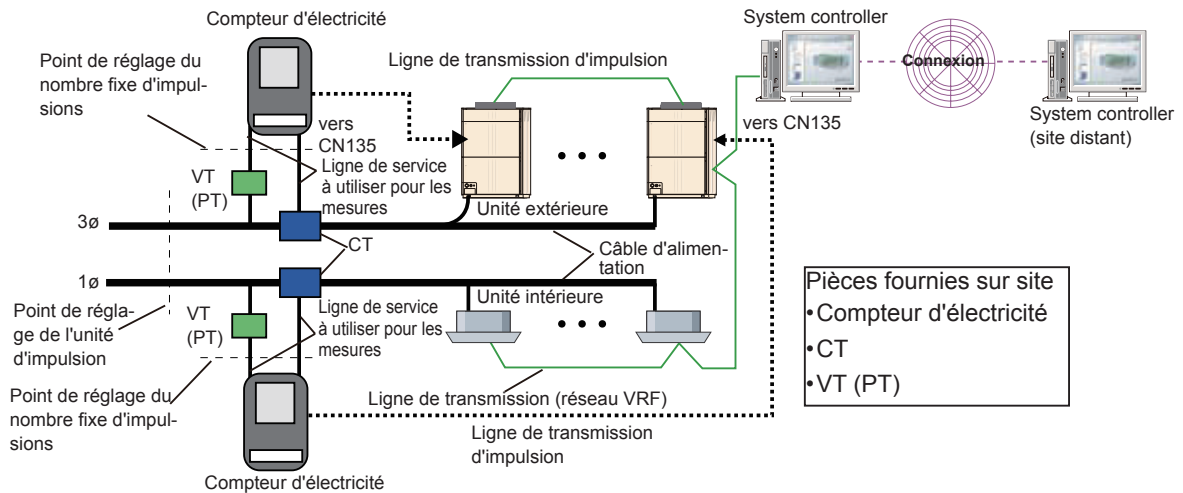 Compteur d'électricité
System controller
Point de réglage du
nombre fixe d'impul-
sions
Ligne de transmission d'impulsion
Connexion
System controller
(site distant)
vers
CN135
vers CN135
Ligne de service
à utiliser pour les
mesures
VT
(PT)
Unité extérieure
3ø
CT
Câble d'alimen-
tation
1ø
Unité intérieure
Point de régla-
ge de l'unité
d'impulsion
VT
(PT)
Ligne de service
à utiliser pour les
mesures
Pièces fournies sur site
•Compteur d'électricité
•CT
•VT (PT)
Point de réglage du
nombre fixe d'impul-
sions
Ligne de transmission (réseau VRF)
Ligne de transmission
d'impulsion
Compteur d'électricité